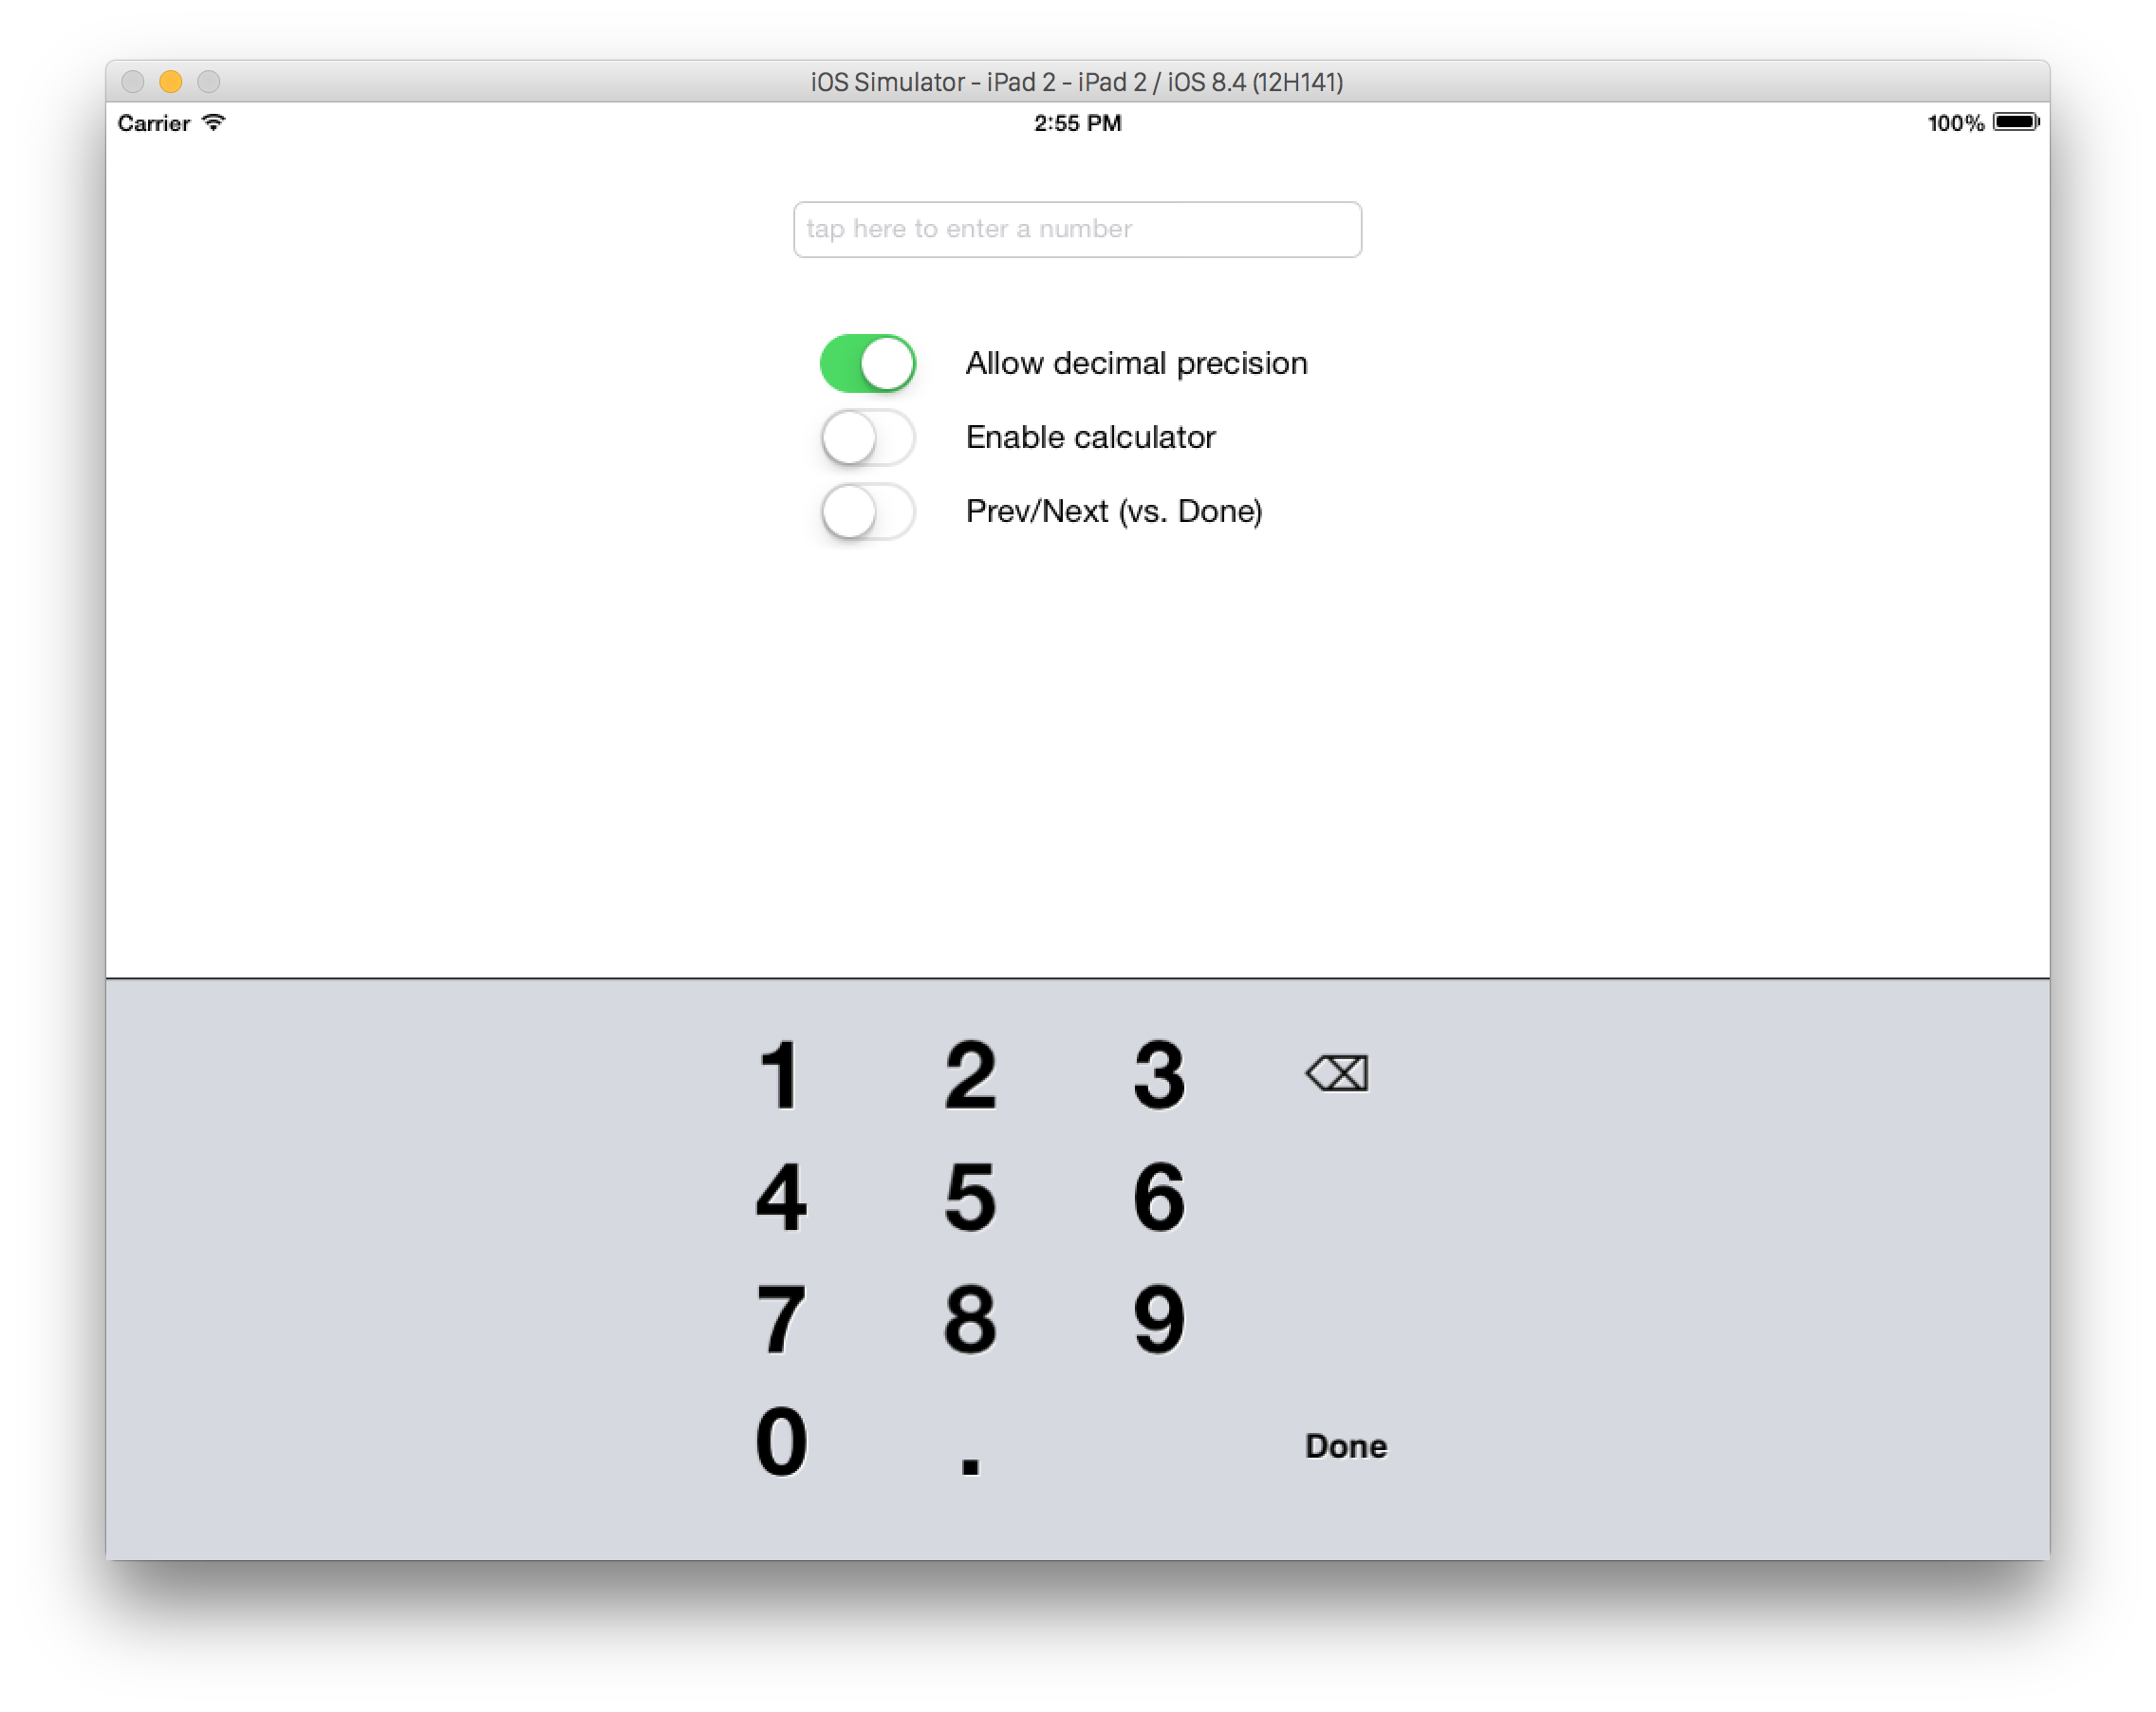 iOS Simulator - iPad 2 - iPad 2 / iOS 8.4 (12H141)
Carrier 2:55 PM 100%
tap here to enter a number
Allow decimal precision
Enable calculator
Prev/Next (vs. Done)
1 2 3
4 5 6
7 8 9
0 . Done